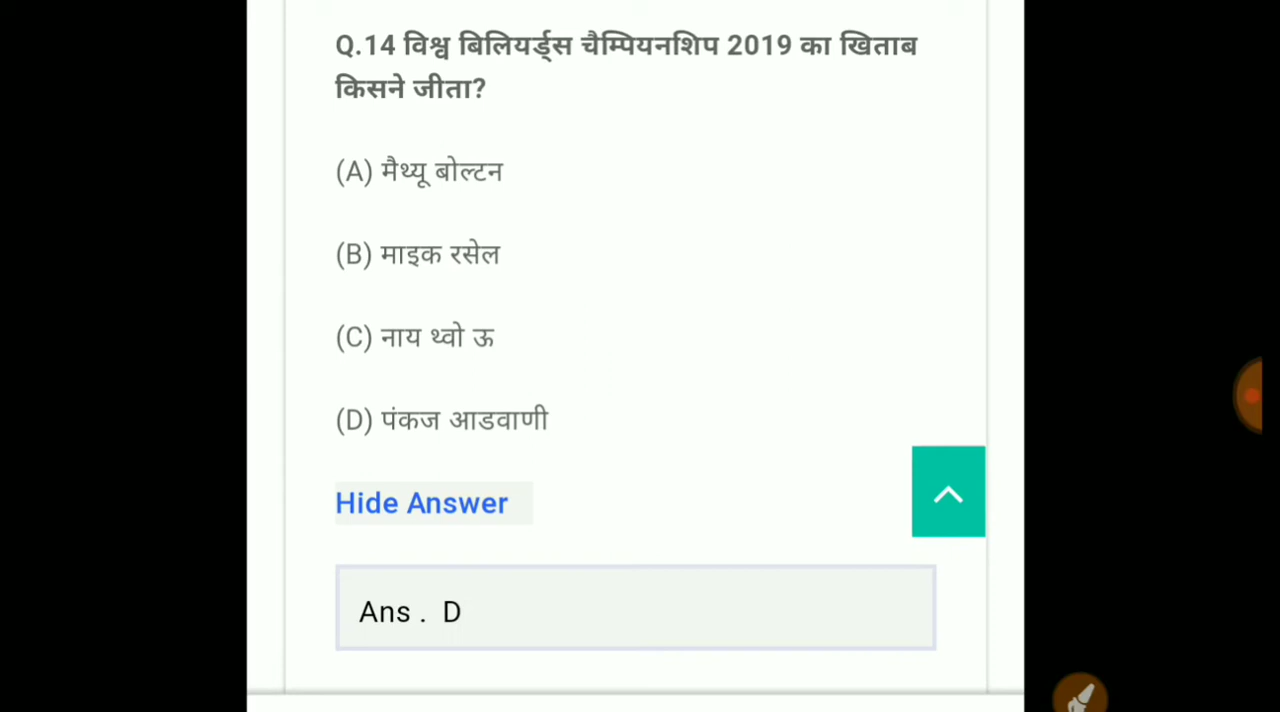 Q.14 विश्व बिलियर्ड्स चैम्पियनशिप 2019 का खिताब
किसने जीता?
(A) मैथ्यू बोल्टन
(B) माइक रसेल
(C) नाय थ्वो ऊ
(D) पंकज आडवाणी
Hide Answer
Ans . D